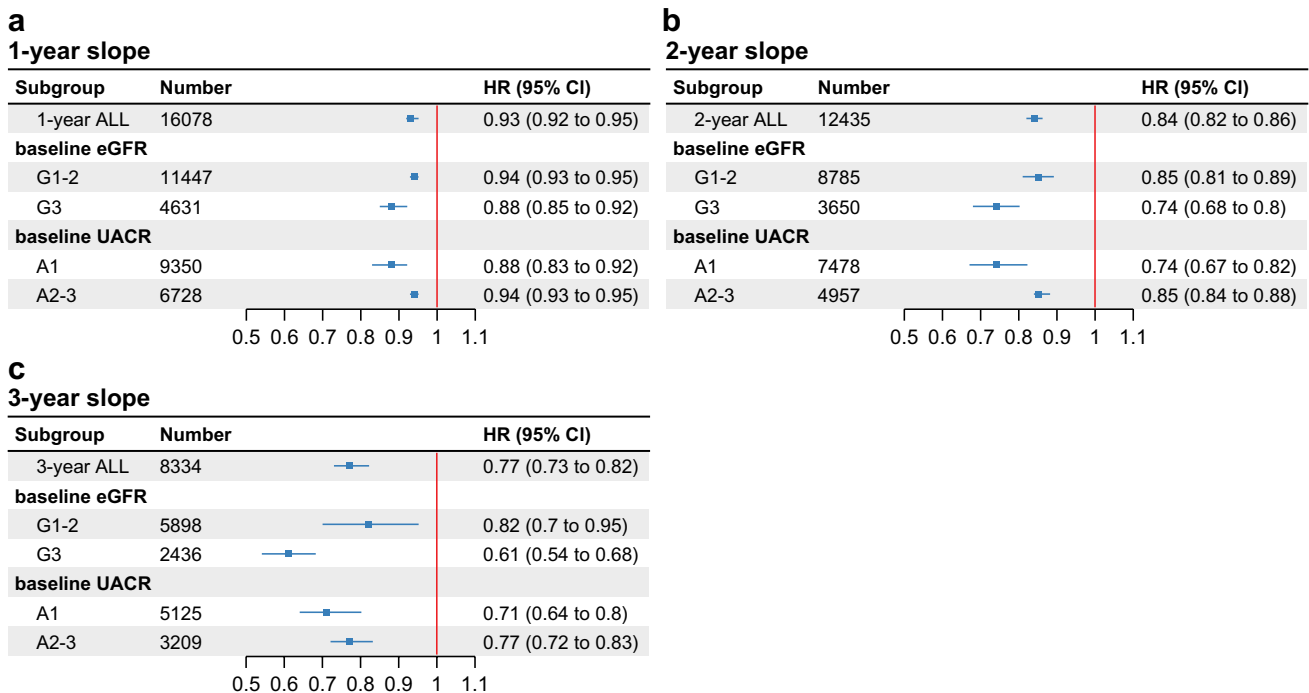 a
1-year slope
Subgroup Number HR (95% CI)
1-year ALL 16078 0.93 (0.92 to 0.95)
baseline eGFR
G1-2 11447 0.94 (0.93 to 0.95)
G3 4631 0.88 (0.85 to 0.92)
baseline UACR
A1 9350 0.88 (0.83 to 0.92)
A2-3 6728 0.94 (0.93 to 0.95)
0.5 0.6 0.7 0.8 0.9 1 1.1
b
2-year slope
Subgroup Number HR (95% CI)
2-year ALL 12435 0.84 (0.82 to 0.86)
baseline eGFR
G1-2 8785 0.85 (0.81 to 0.89)
G3 3650 0.74 (0.68 to 0.8)
baseline UACR
A1 7478 0.74 (0.67 to 0.82)
A2-3 4957 0.85 (0.84 to 0.88)
0.5 0.6 0.7 0.8 0.9 1 1.1
c
3-year slope
Subgroup Number HR (95% CI)
3-year ALL 8334 0.77 (0.73 to 0.82)
baseline eGFR
G1-2 5898 0.82 (0.7 to 0.95)
G3 2436 0.61 (0.54 to 0.68)
baseline UACR
A1 5125 0.71 (0.64 to 0.8)
A2-3 3209 0.77 (0.72 to 0.83)
0.5 0.6 0.7 0.8 0.9 1 1.1